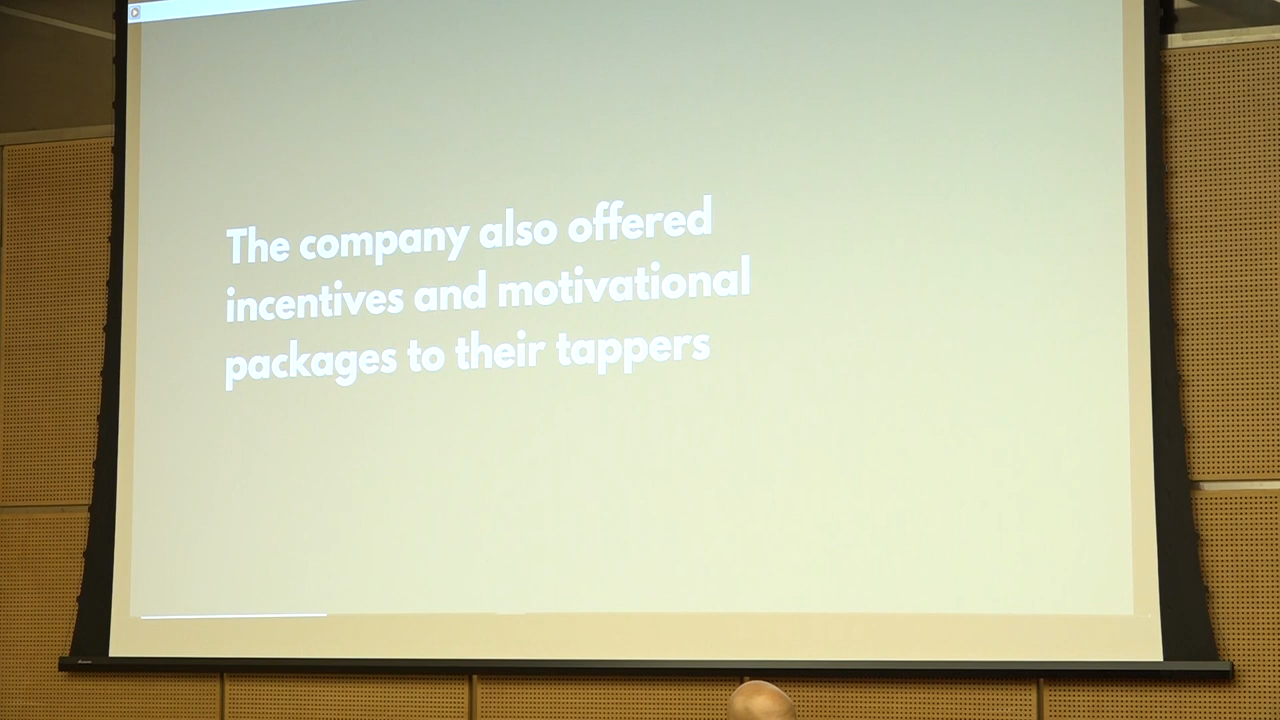 The company also offered
incentives and motivational
packages to their tappers